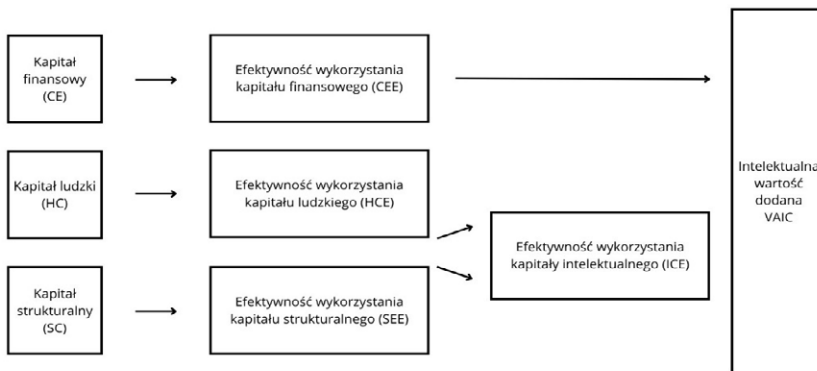 Kapitał
finansowy
(CE)
Efektywność wykorzystania
kapitału finansowego (CEE)
Kapitał ludzki
(HC)
Efektywność wykorzystania
kapitału ludzkiego (HCE)
Intelektualna
wartość
dodana
VAIC
Efektywność wykorzystania
kapitały intelektualnego (ICE)
Kapitał
strukturalny
(SC)
Efektywność wykorzystania
kapitału strukturalnego (SEE)